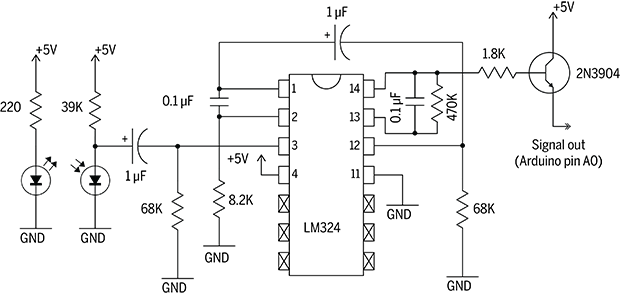 +5V
220
GND
+5V
39K
GND
+
1 µF
68K
GND
0.1 µF
8.2K
GND
+5V
1 µF
+
1
2
3
4
14
13
12
11
LM324
GND
0.1 µF
470K
1.8K
+5V
2N3904
Signal out
(Arduino pin A0)
68K
GND